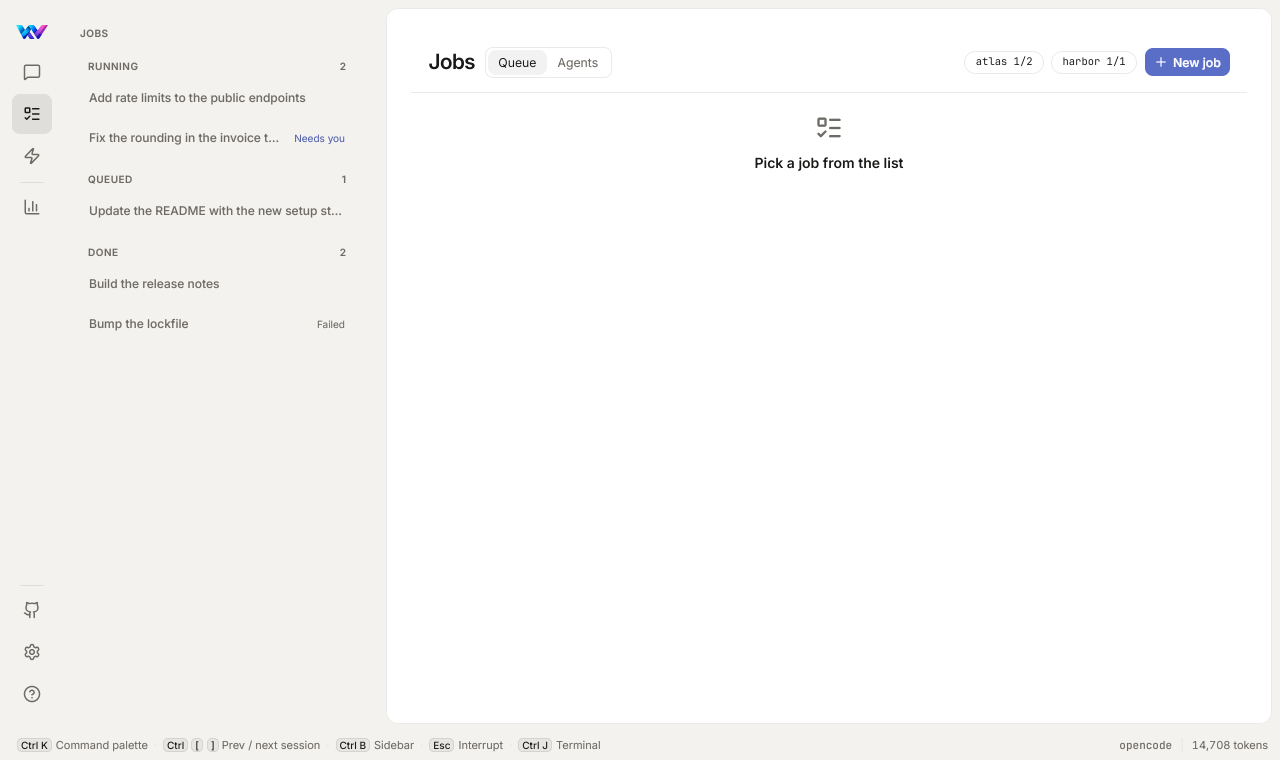 JOBS
RUNNING 2
Add rate limits to the public endpoints
Fix the rounding in the invoice t... Needs you
QUEUED 1
Update the README with the new setup st...
DONE 2
Build the release notes
Bump the lockfile Failed
Jobs Queue Agents atlas 1/2 harbor 1/1 New job
Pick a job from the list
Ctrl K Command palette Ctrl [ ] Prev / next session Ctrl B Sidebar Esc Interrupt Ctrl J Terminal opencode 14,708 tokens